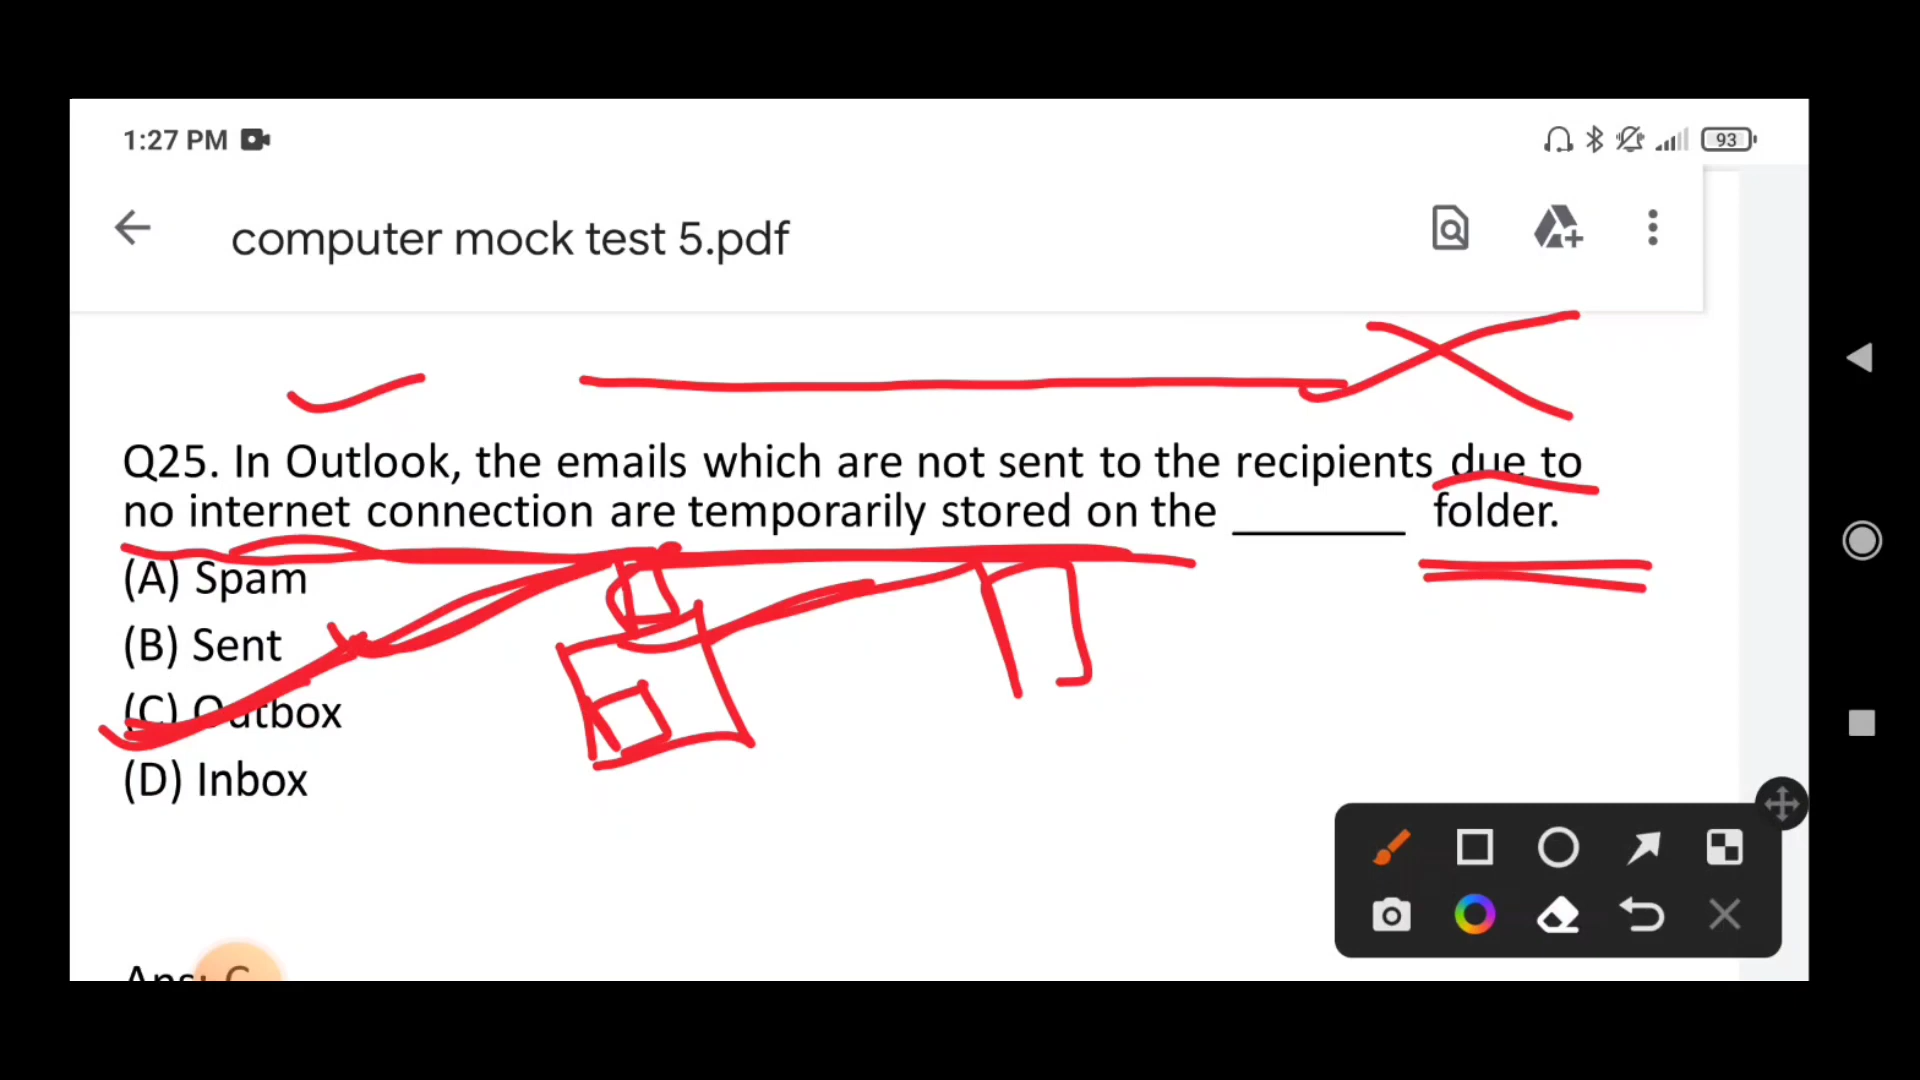 1:27 PM
93
computer mock test 5.pdf
Q25. In Outlook, the emails which are not sent to the recipients due to
no internet connection are temporarily stored on the ________ folder.
(A) Spam
(B) Sent
(C) Outbox
(D) Inbox
Ans: C